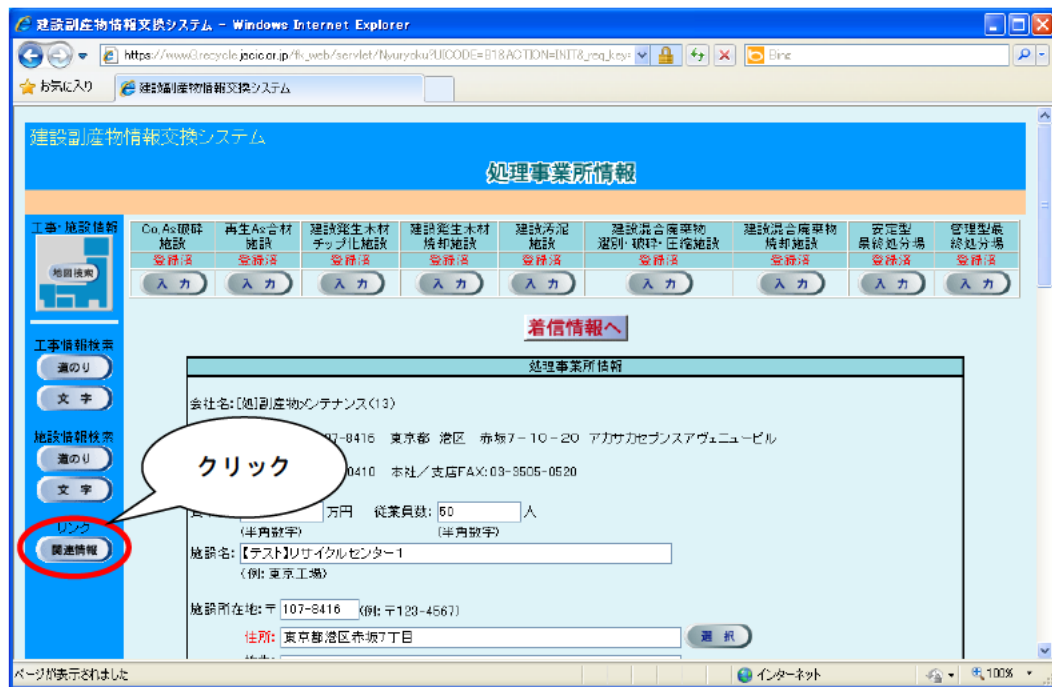 建設副産物情報交換システム - Windows Internet Explorer
お気に入り
建設副産物情報交換システム
Bing
建設副産物情報交換システム
処理事業所情報
工事・施設情報
地図検索
Co,As破砕施設 再生As合材施設 建設発生木材チップ化施設 建設発生木材焼却施設 建設汚泥施設 建設混合廃棄物選別・破砕・圧縮施設 建設混合廃棄物焼却施設 安定型最終処分場 管理型最終処分場
登録済 登録済 登録済 登録済 登録済 登録済 登録済 登録済 登録済
入力 入力 入力 入力 入力 入力 入力 入力 入力
着信情報へ
工事情報検索
道のり
文字
施設情報検索
道のり
文字
リンク
関連情報
クリック
処理事業所情報
会社名:[処]副産物メンテナンス(13)
07-8416 東京都 港区 赤坂7-10-20 アカサカセブンスアヴェニュービル
0410 本社/支店FAX:03-3505-0520
万円 従業員数: 50 人
(半角数字) (半角数字)
施設名: 【テスト】リサイクルセンター1
(例: 東京工場)
施設所在地: 〒 107-8416 (例: 〒123-4567)
住所: 東京都港区赤坂7丁目 選択
ページが表示されました
インターネット
100%